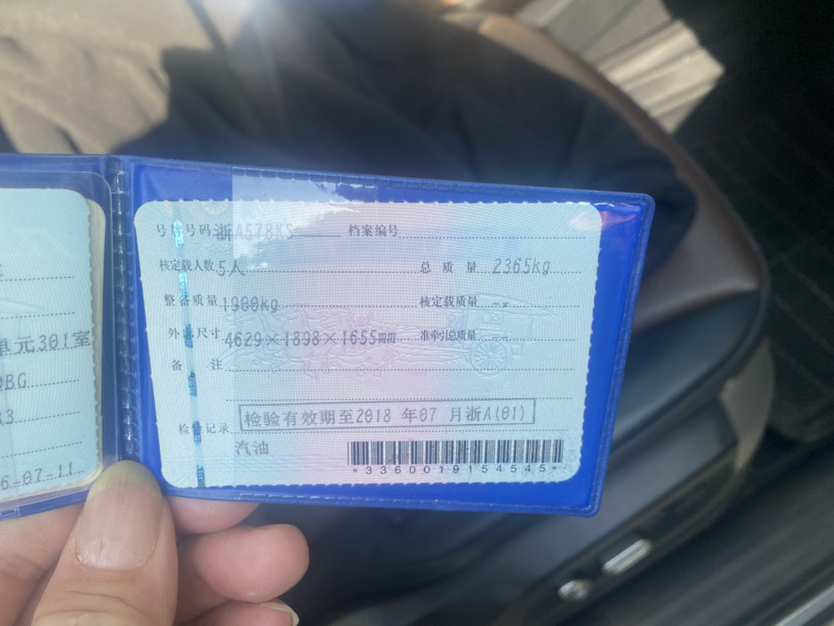 单元301室
DBG
33
6-07-11
号牌号码 浙A578KS 档案编号
核定载人数 5人 总质量 2365kg
整备质量 1900kg 核定载质量 --
外廓尺寸 4629×1898×1655mm 准牵引总质量 --
备注
检验记录 检验有效期至2018 年07 月浙A(01)
汽油
*3360019154545*